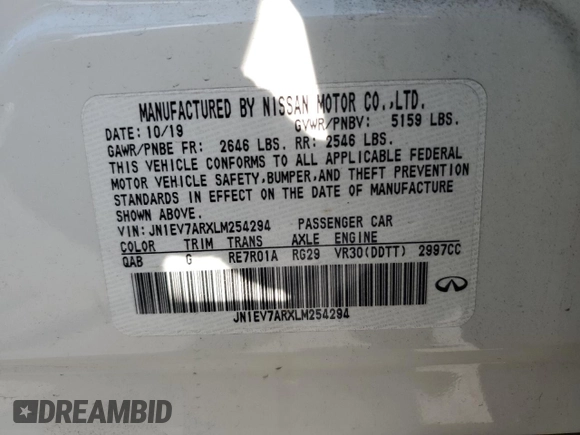 MANUFACTURED BY NISSAN MOTOR CO.,LTD.
DATE: 10/19 GVWR/PNBV: 5159 LBS.
GAWR/PNBE FR: 2646 LBS. RR: 2546 LBS.
THIS VEHICLE CONFORMS TO ALL APPLICABLE FEDERAL
MOTOR VEHICLE SAFETY,BUMPER,AND THEFT PREVENTION
STANDARDS IN EFFECT ON THE DATE OF MANUFACTURE
SHOWN ABOVE.
VIN: JN1EV7ARXLM254294 PASSENGER CAR
COLOR TRIM TRANS AXLE ENGINE
QAB G RE7R01A RG29 VR30(DDTT) 2997CC
JN1EV7ARXLM254294
DREAMBID